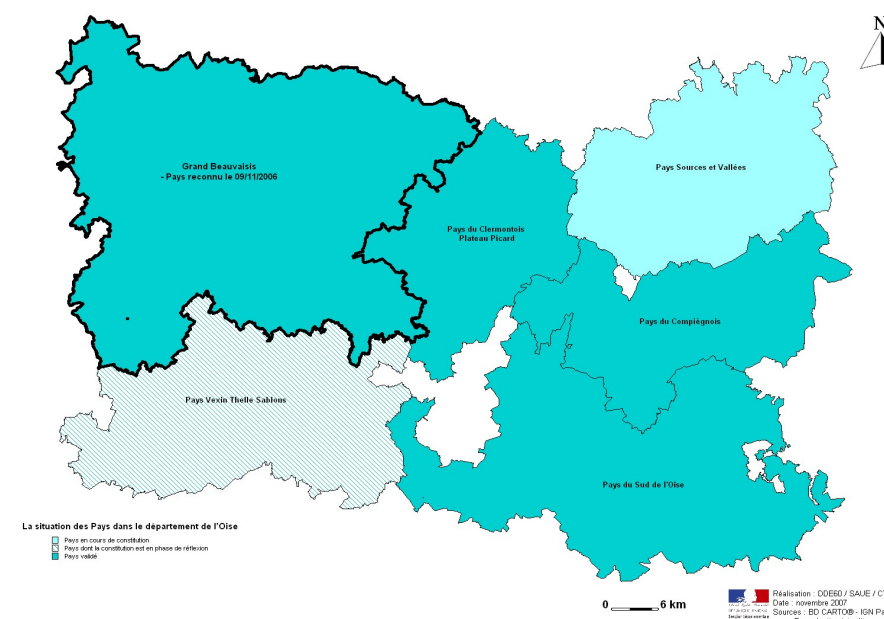 N
Grand Beauvaisis
- Pays reconnu le 09/11/2006
Pays Sources et Vallées
Pays du Clermontois
Plateau Picard
Pays du Compiègnois
Pays Vexin Thelle Sablons
Pays du Sud de l'Oise
La situation des Pays dans le département de l'Oise
Pays en cours de constitution
Pays dont la constitution est en phase de réflexion
Pays validé
0 6 km
Réalisation : DDE60 / SAUE / C
Date : novembre 2007
Sources : BD CARTO® - IGN Pa